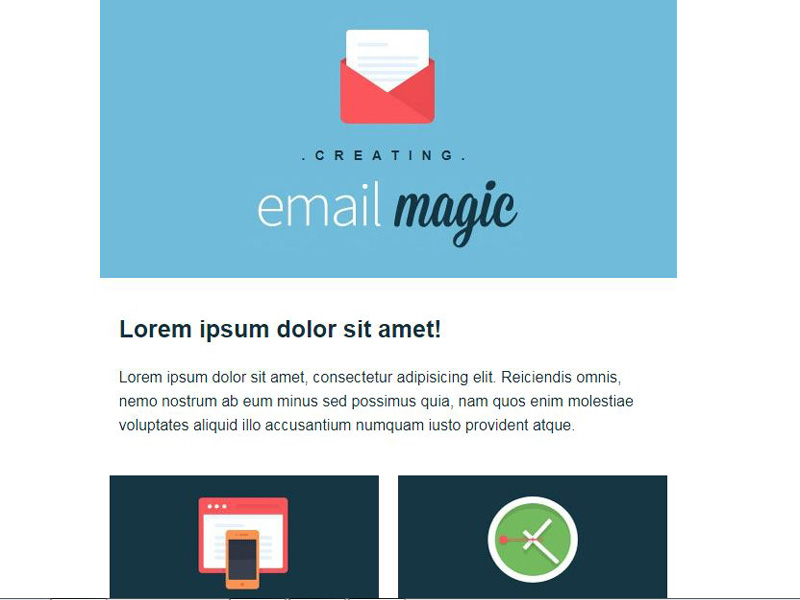 .CREATING.
email magic
Lorem ipsum dolor sit amet!
Lorem ipsum dolor sit amet, consectetur adipisicing elit. Reiciendis omnis,
nemo nostrum ab eum minus sed possimus quia, nam quos enim molestiae
voluptates aliquid illo accusantium numquam iusto provident atque.